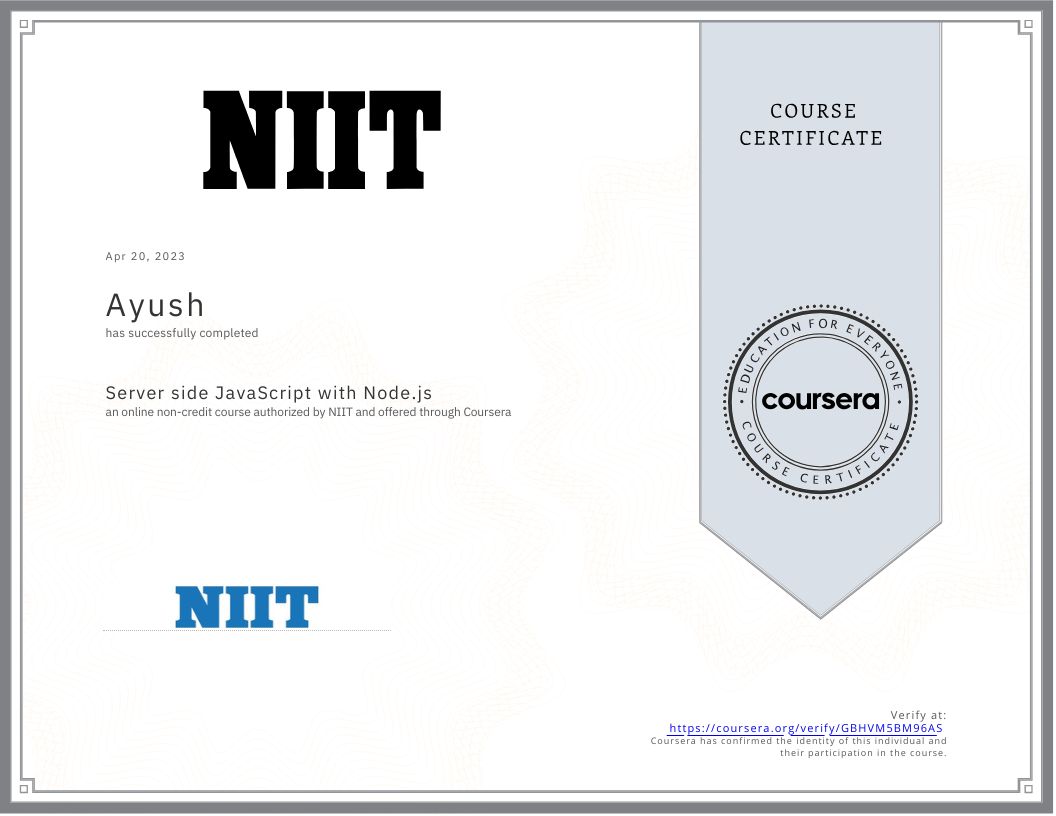 NIIT
COURSE
CERTIFICATE
Apr 20, 2023
Ayush
has successfully completed
Server side JavaScript with Node.js
an online non-credit course authorized by NIIT and offered through Coursera
EDUCATION FOR EVERYONE
coursera
COURSE CERTIFICATE
NIIT
Verify at:
https://coursera.org/verify/GBHVM5BM96AS
Coursera has confirmed the identity of this individual and
their participation in the course.